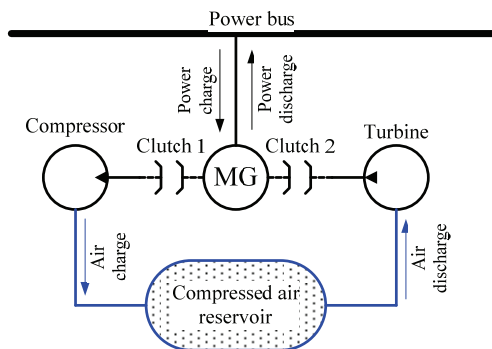 Power bus
Power
charge
Power
discharge
Compressor
Clutch 1
Clutch 2
Turbine
MG
Air
charge
Compressed air
reservoir
Air
discharge